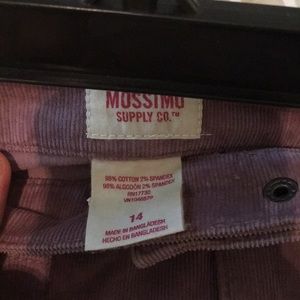 MOSSIMO
SUPPLY CO.™
98% COTTON 2% SPANDEX
98% ALGODÓN 2% SPANDEX
RN17730
14
MADE IN BANGLADESH
HECHO EN BANGLADESH